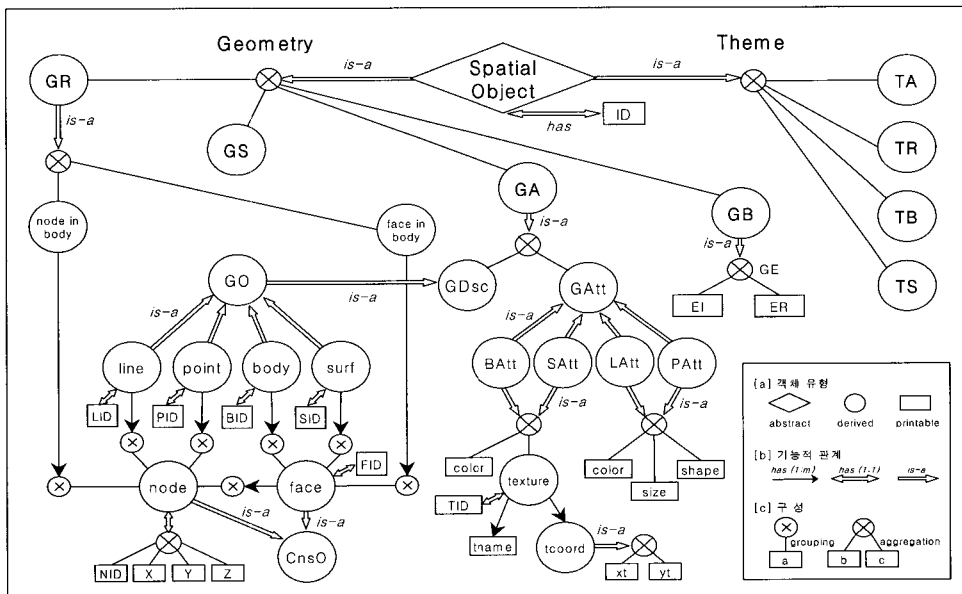 Geometry
Theme
is-a
Spatial
Object
is-a
has
ID
GR
is-a
GS
GA
is-a
GB
is-a
GE
EI
ER
TA
TR
TB
TS
node in
body
face in
body
GO
is-a
GDsc
GAtt
is-a
line
point
body
surf
LID
PID
BID
SID
is-a
BAtt
SAtt
LAtt
PAtt
is-a
is-a
color
texture
TID
tname
tcoord
is-a
xt
yt
color
size
shape
FID
node
face
is-a
is-a
CnsO
NID
X
Y
Z
[a] 객체 유형
abstract
derived
printable
[b] 기능적 관계
has (1:m)
has (1:1)
is-a
[c] 구성
grouping
a
aggregation
b
c